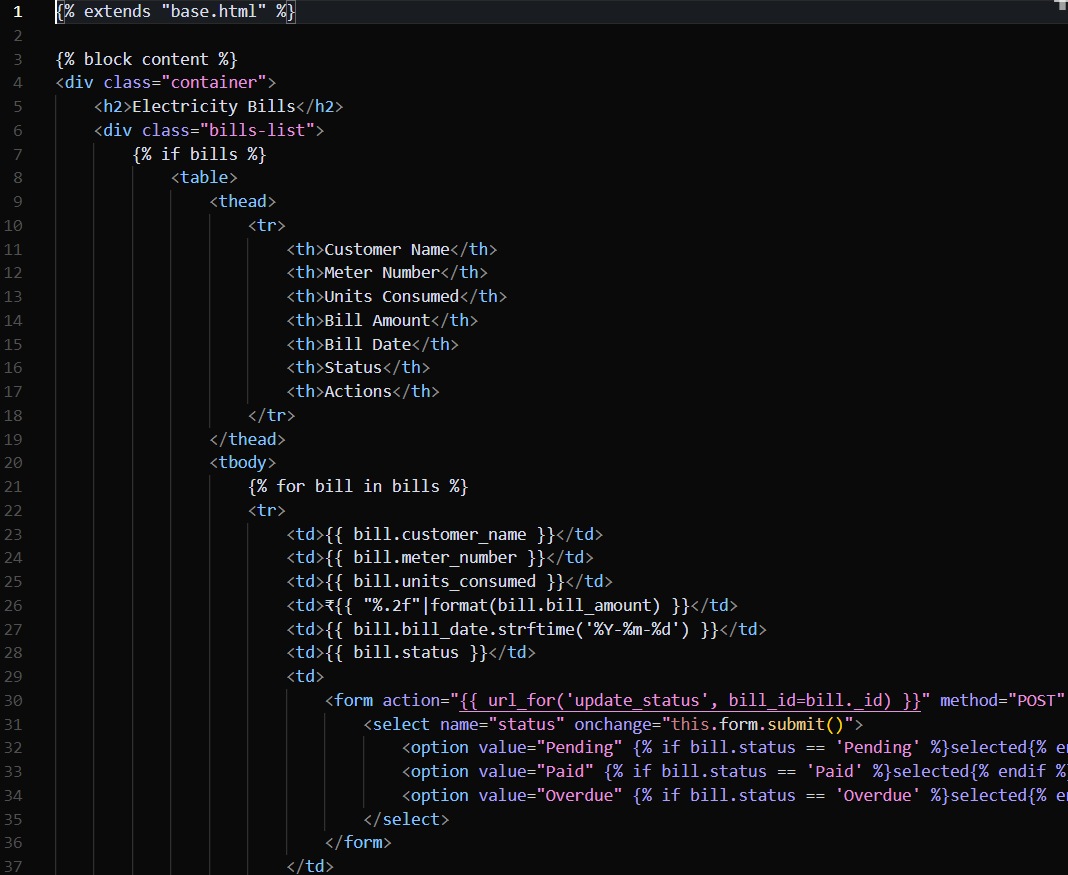 1 {% extends "base.html" %}
2
3 {% block content %}
4 <div class="container">
5 <h2>Electricity Bills</h2>
6 <div class="bills-list">
7 {% if bills %}
8 <table>
9 <thead>
10 <tr>
11 <th>Customer Name</th>
12 <th>Meter Number</th>
13 <th>Units Consumed</th>
14 <th>Bill Amount</th>
15 <th>Bill Date</th>
16 <th>Status</th>
17 <th>Actions</th>
18 </tr>
19 </thead>
20 <tbody>
21 {% for bill in bills %}
22 <tr>
23 <td>{{ bill.customer_name }}</td>
24 <td>{{ bill.meter_number }}</td>
25 <td>{{ bill.units_consumed }}</td>
26 <td>₹{{ "%.2f"|format(bill.bill_amount) }}</td>
27 <td>{{ bill.bill_date.strftime('%Y-%m-%d') }}</td>
28 <td>{{ bill.status }}</td>
29 <td>
30 <form action="{{ url_for('update_status', bill_id=bill._id) }}" method="POST"
31 <select name="status" onchange="this.form.submit()">
32 <option value="Pending" {% if bill.status == 'Pending' %}selected{% e
33 <option value="Paid" {% if bill.status == 'Paid' %}selected{% endif %
34 <option value="Overdue" {% if bill.status == 'Overdue' %}selected{% e
35 </select>
36 </form>
37 </td>